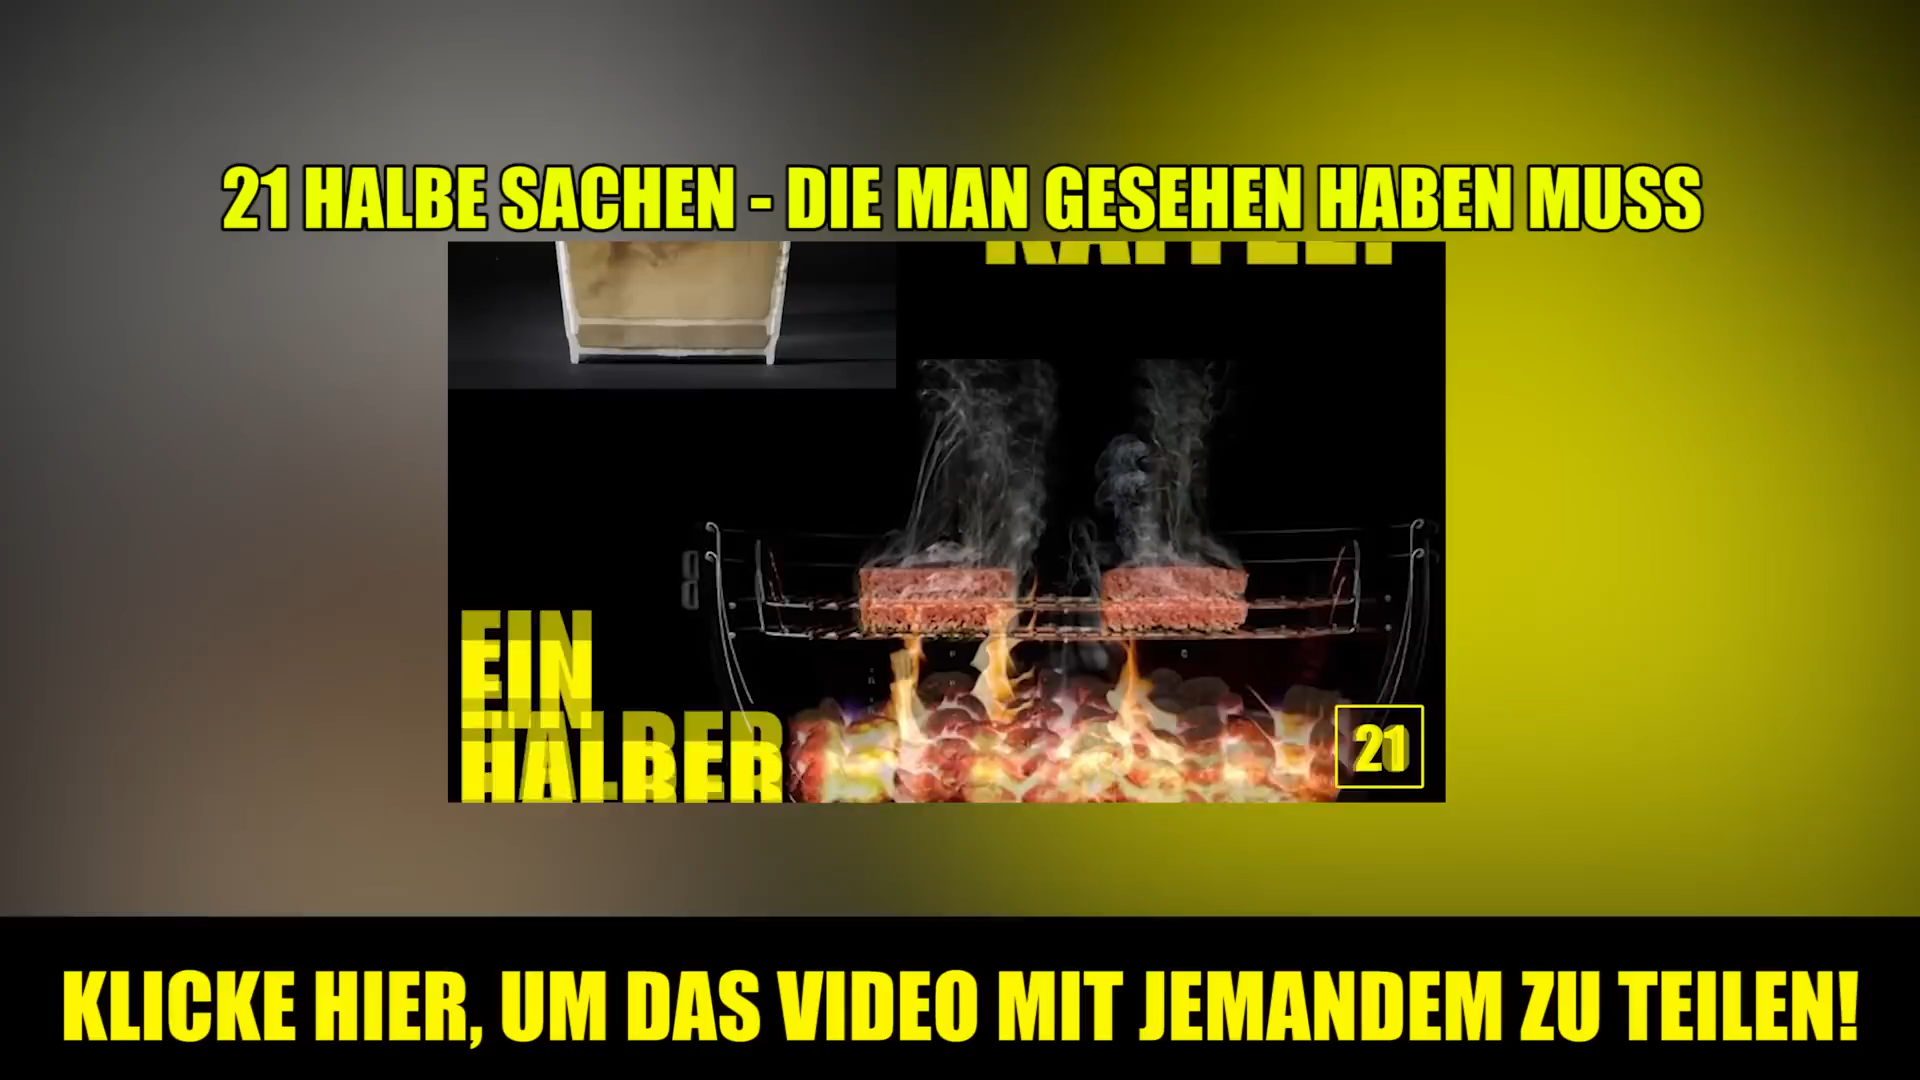 21 HALBE SACHEN - DIE MAN GESEHEN HABEN MUSS
EIN
HALBER
21
KLICKE HIER, UM DAS VIDEO MIT JEMANDEM ZU TEILEN!